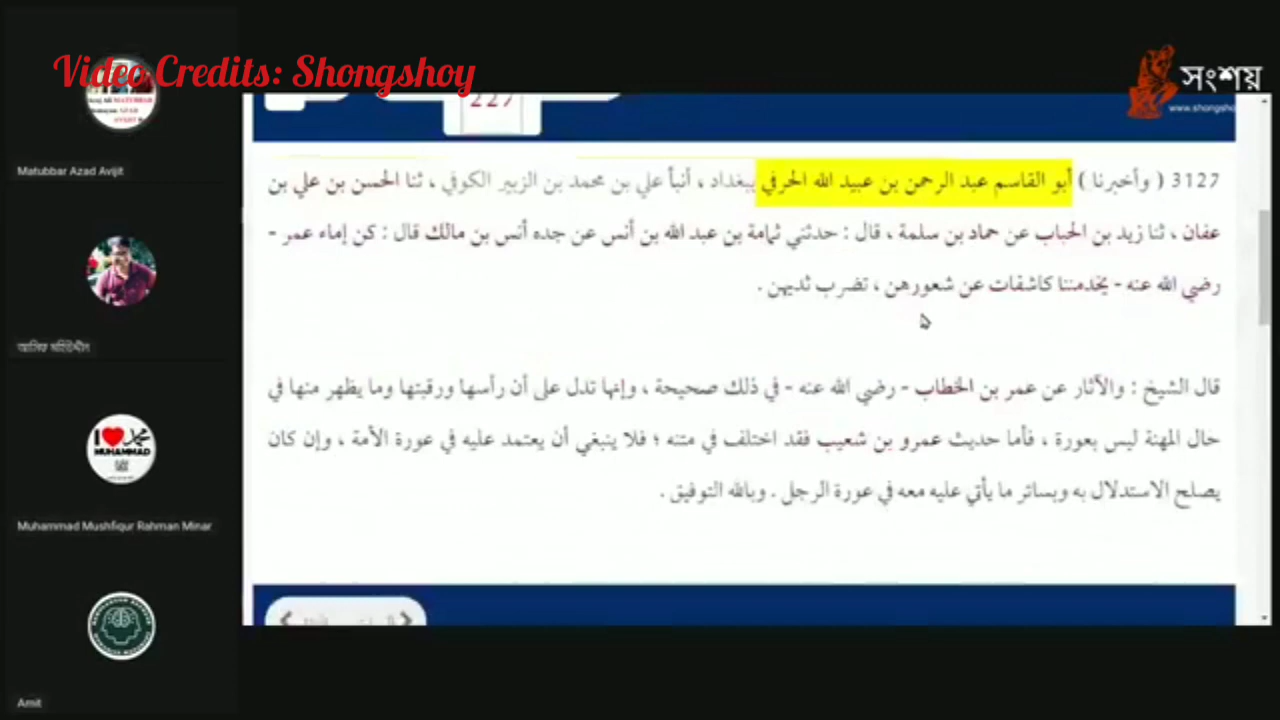 Video Credits: Shongshoy
সংশয়
227
Matubbar Azad Avijit
3127 ( وأخبرنا ) أبو القاسم عبد الرحمن بن عبيد الله الحرفي ببغداد ، أنبأ علي بن محمد بن الزبير الكوفي ، ثنا الحسن بن علي بن
عفان ، ثنا زيد بن الحباب عن حماد بن سلمة ، قال : حدثني ثمامة بن عبد الله بن أنس عن جده أنس بن مالك قال : كن إماء عمر -
رضي الله عنه - يخدمننا كاشفات عن شعورهن ، تضرب ثديهن .
قال الشيخ : والآثار عن عمر بن الخطاب - رضي الله عنه - في ذلك صحيحة ، وإنها تدل على أن رأسها ورقبتها وما يظهر منها في
حال المهنة ليس بعورة ، فأما حديث عمرو بن شعيب فقد اختلف في متنه ؛ فلا ينبغي أن يعتمد عليه في عورة الأمة ، وإن كان
يصلح الاستدلال به وبسائر ما يأتي عليه معه في عورة الرجل . وبالله التوفيق .
I MUHAMMAD
Muhammad Mushfiqur Rahman Minar
Amit